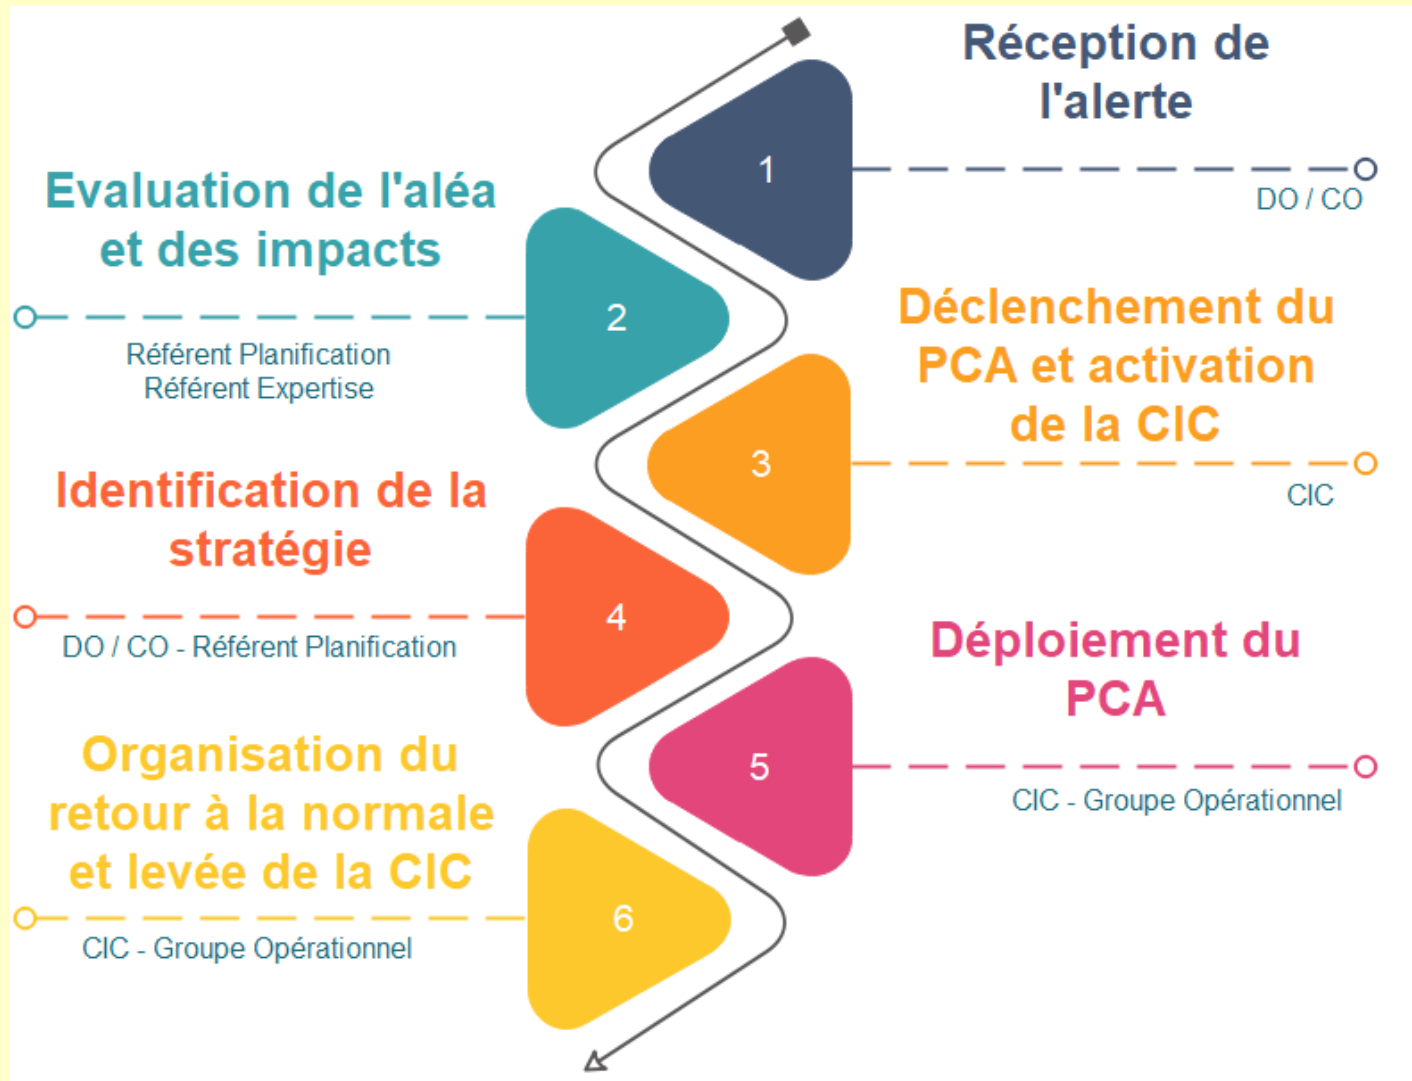 Réception de
l'alerte
1
DO / CO
Evaluation de l'aléa
et des impacts
2
Référent Planification
Référent Expertise
Déclenchement du
PCA et activation
de la CIC
3
CIC
Identification de la
stratégie
4
DO / CO - Référent Planification
Déploiement du
PCA
5
CIC - Groupe Opérationnel
Organisation du
retour à la normale
et levée de la CIC
6
CIC - Groupe Opérationnel